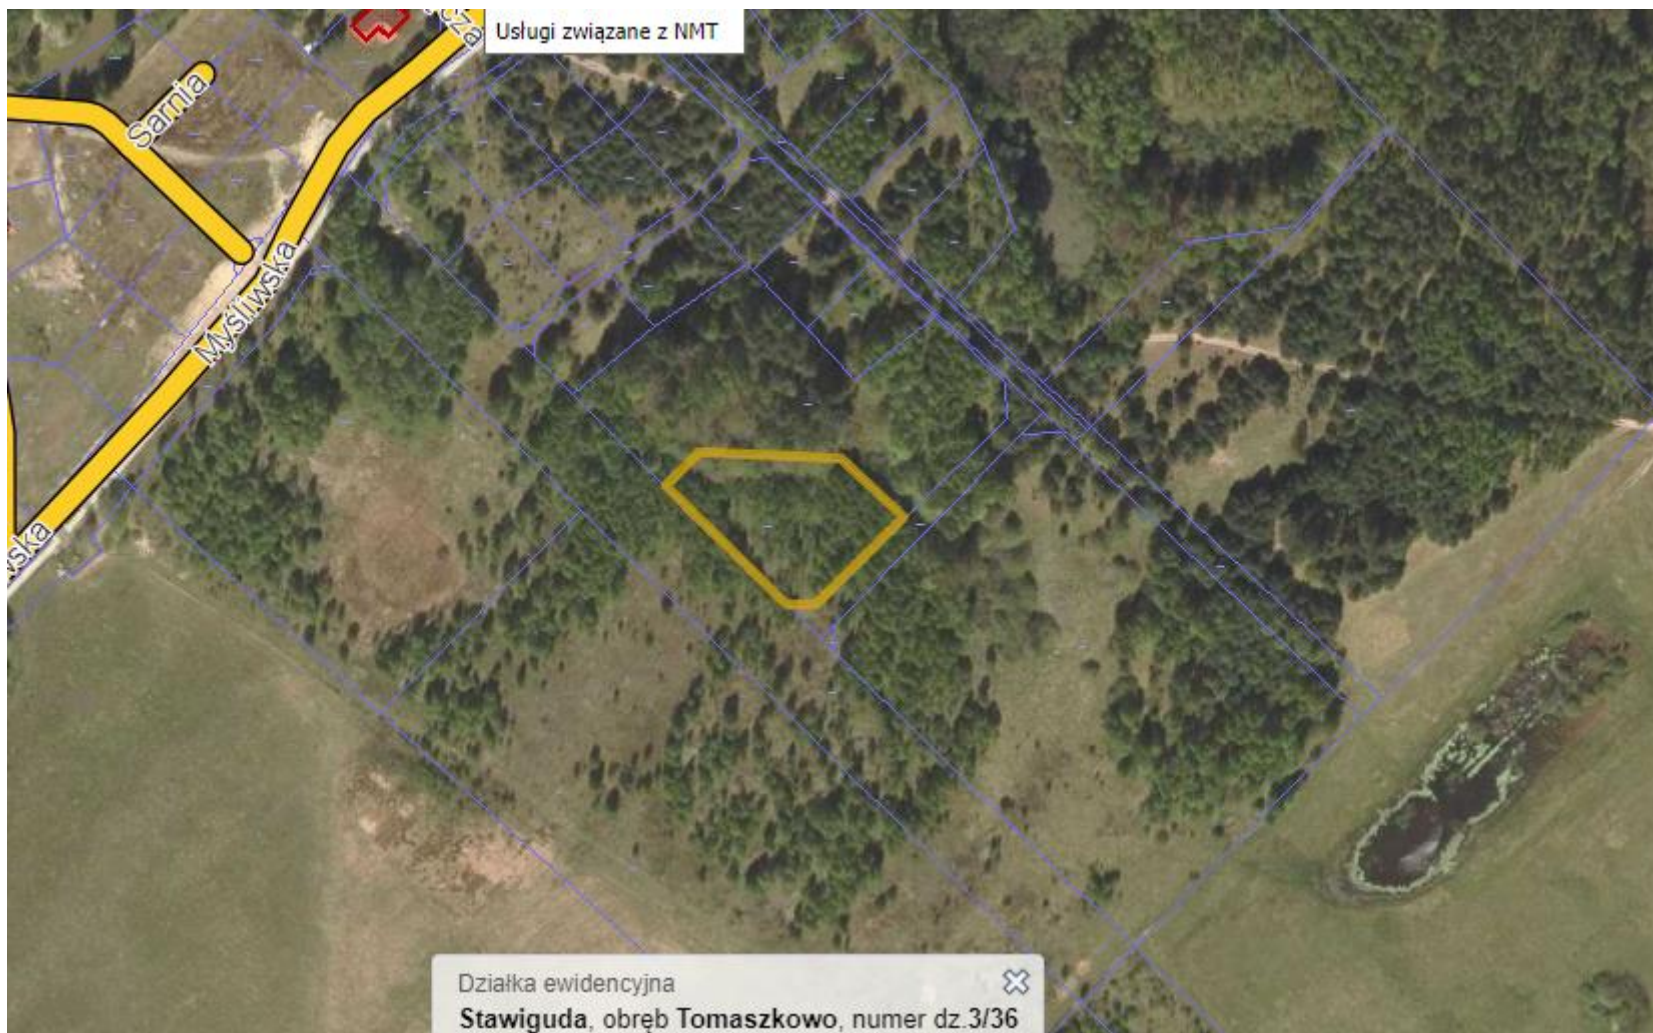 Usługi związane z NMT
Sarnia
Myśliwska
Działka ewidencyjna
Stawiguda, obręb Tomaszkowo, numer dz.3/36